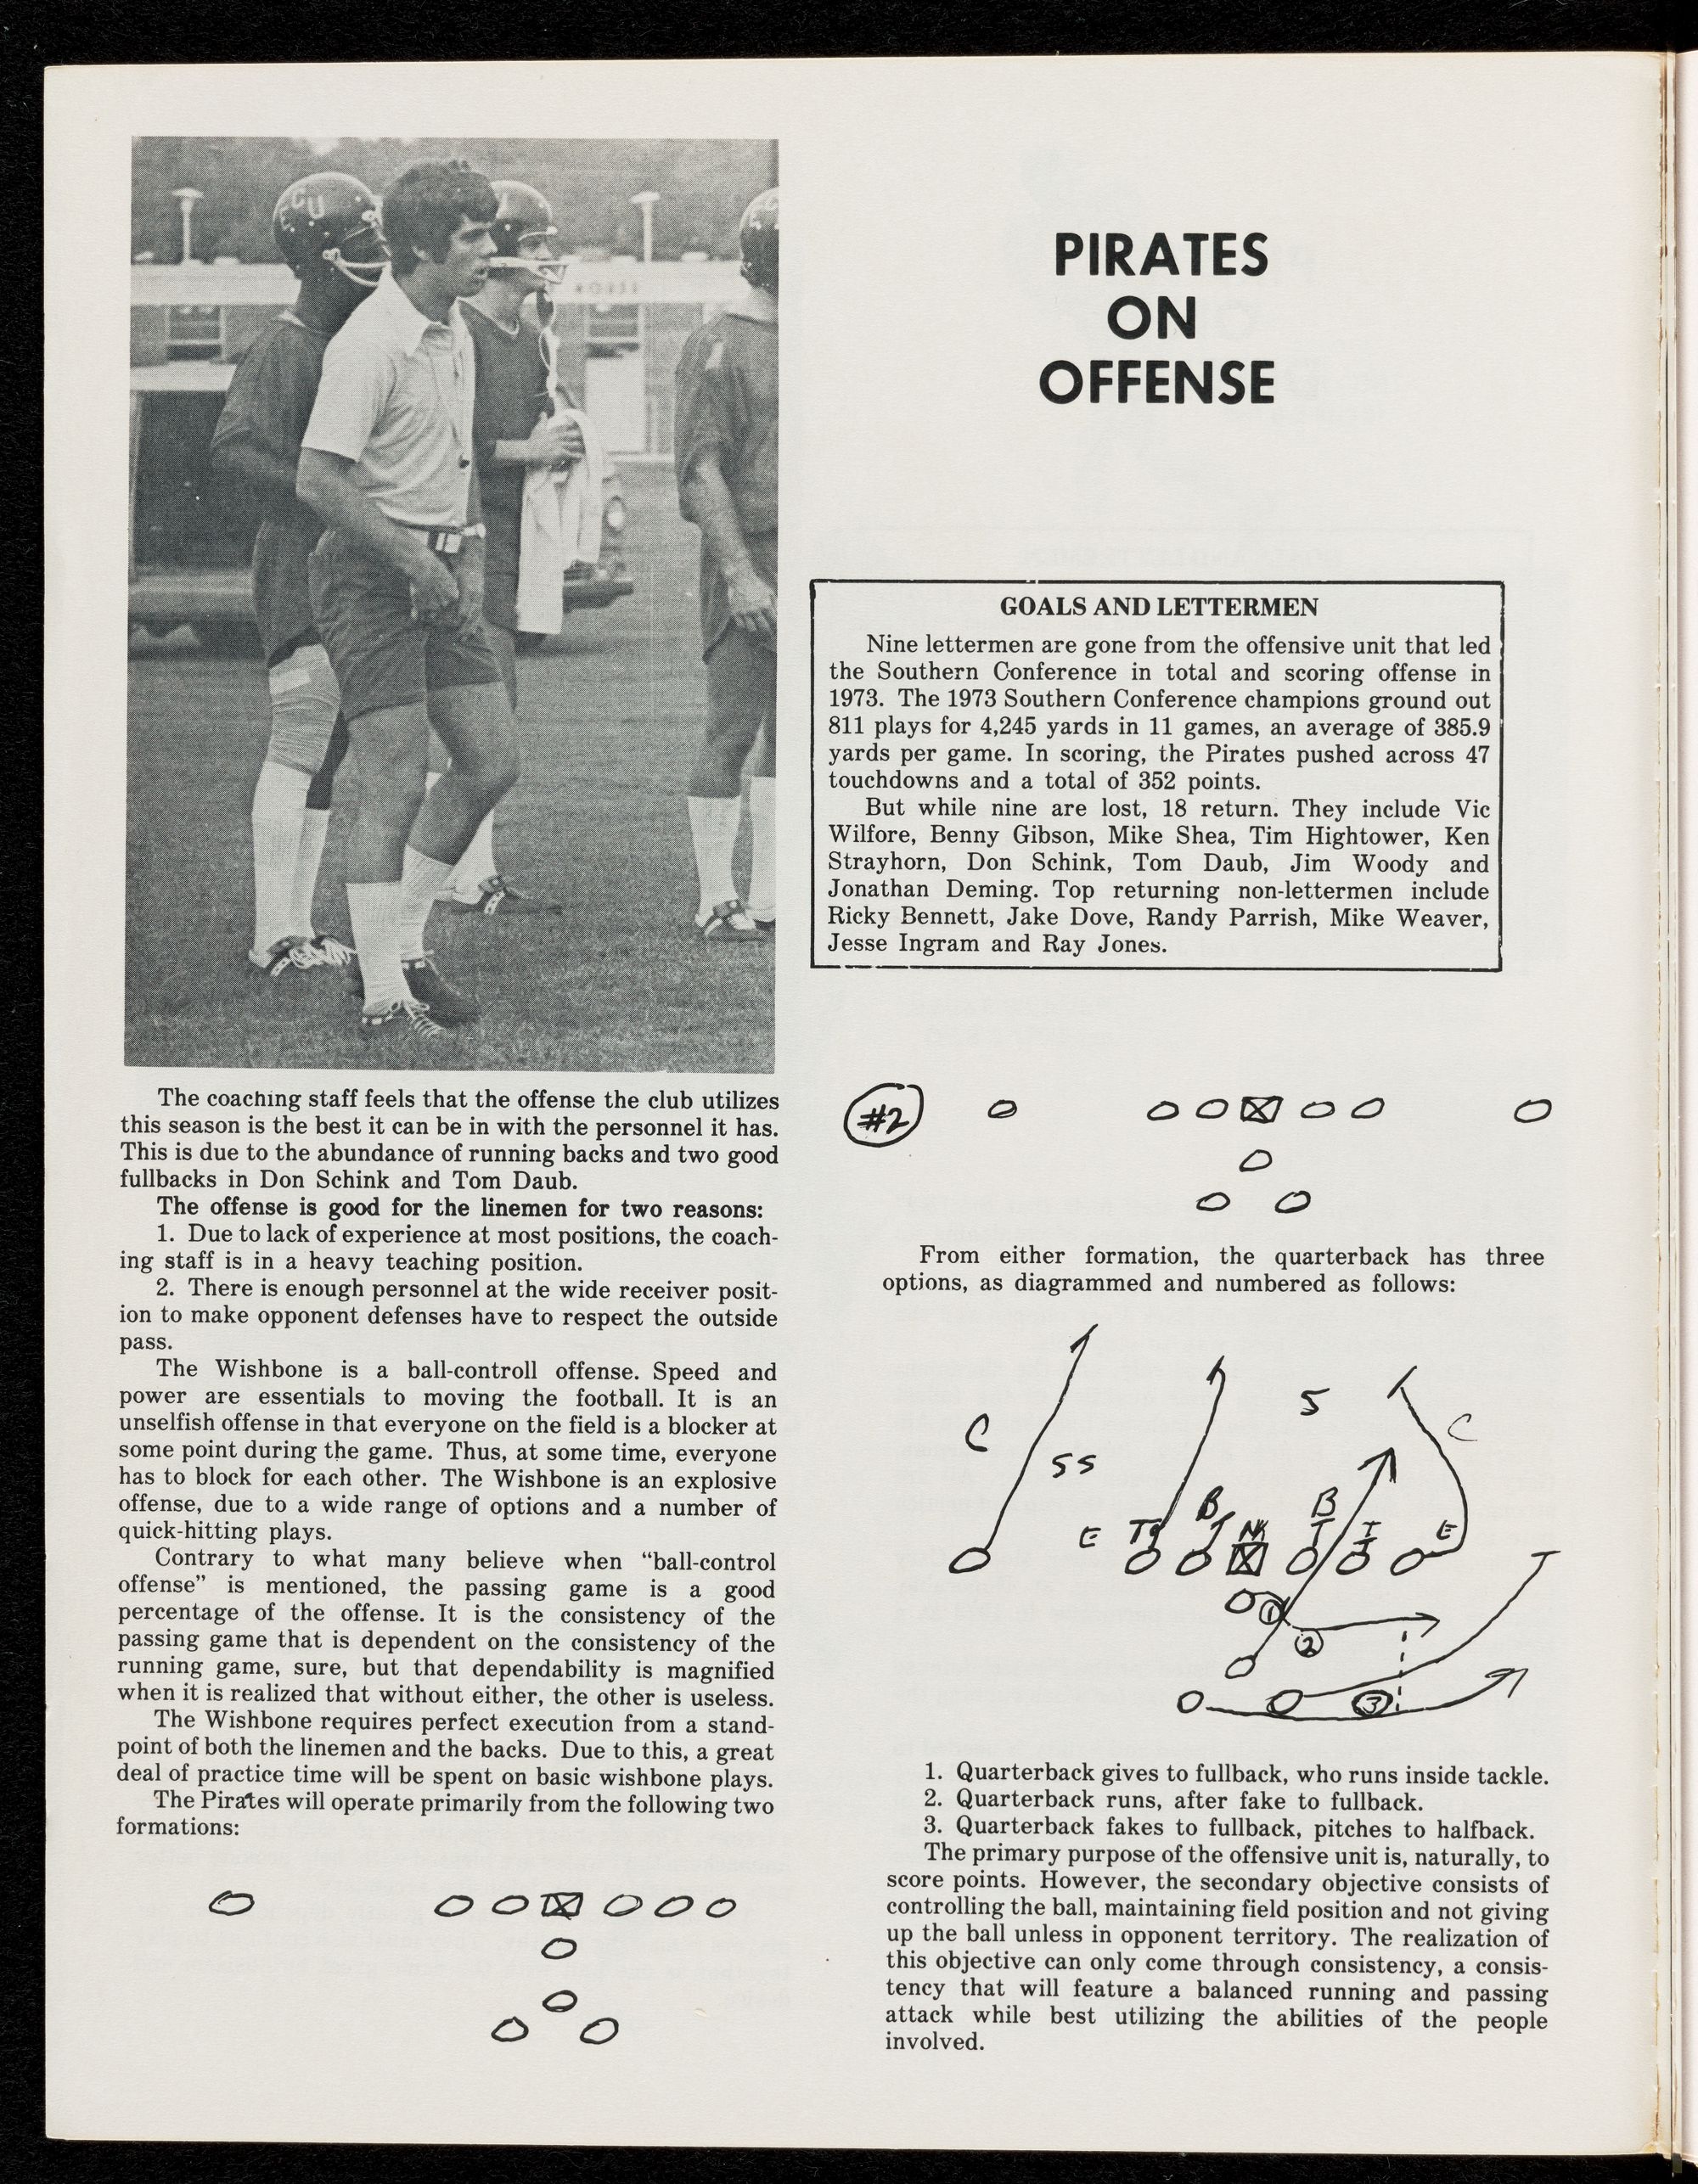 ECU
PIRATES
ON
OFFENSE
GOALS AND LETTERMEN
Nine lettermen are gone from the offensive unit that led
the Southern Conference in total and scoring offense in
1973. The 1973 Southern Conference champions ground out
811 plays for 4,245 yards in 11 games, an average of 385.9
yards per game. In scoring, the Pirates pushed across 47
touchdowns and a total of 352 points.
But while nine are lost, 18 return. They include Vic
Wilfore, Benny Gibson, Mike Shea, Tim Hightower, Ken
Strayhorn, Don Schink, Tom Daub, Jim Woody and
Jonathan Deming. Top returning non-lettermen include
Ricky Bennett, Jake Dove, Randy Parrish, Mike Weaver,
Jesse Ingram and Ray Jones.
The coaching staff feels that the offense the club utilizes
this season is the best it can be in with the personnel it has.
This is due to the abundance of running backs and two good
fullbacks in Don Schink and Tom Daub.
The offense is good for the linemen for two reasons:
1. Due to lack of experience at most positions, the coach-
ing staff is in a heavy teaching position.
2. There is enough personnel at the wide receiver posit-
ion to make opponent defenses have to respect the outside
pass.
The Wishbone is a ball-controll offense. Speed and
power are essentials to moving the football. It is an
unselfish offense in that everyone on the field is a blocker at
some point during the game. Thus, at some time, everyone
has to block for each other. The Wishbone is an explosive
offense, due to a wide range of options and a number of
quick-hitting plays.
Contrary to what many believe when "ball-control
offense" is mentioned, the passing game is a good
percentage of the offense. It is the consistency of the
passing game that is dependent on the consistency of the
running game, sure, but that dependability is magnified
when it is realized that without either, the other is useless.
The Wishbone requires perfect execution from a stand-
point of both the linemen and the backs. Due to this, a great
deal of practice time will be spent on basic wishbone plays.
The Pirates will operate primarily from the following two
formations:
#2
From either formation, the quarterback has three
options, as diagrammed and numbered as follows:
S
C C
SS
B B
E T N T E
1
2
3
1. Quarterback gives to fullback, who runs inside tackle.
2. Quarterback runs, after fake to fullback.
3. Quarterback fakes to fullback, pitches to halfback.
The primary purpose of the offensive unit is, naturally, to
score points. However, the secondary objective consists of
controlling the ball, maintaining field position and not giving
up the ball unless in opponent territory. The realization of
this objective can only come through consistency, a consis-
tency that will feature a balanced running and passing
attack while best utilizing the abilities of the people
involved.